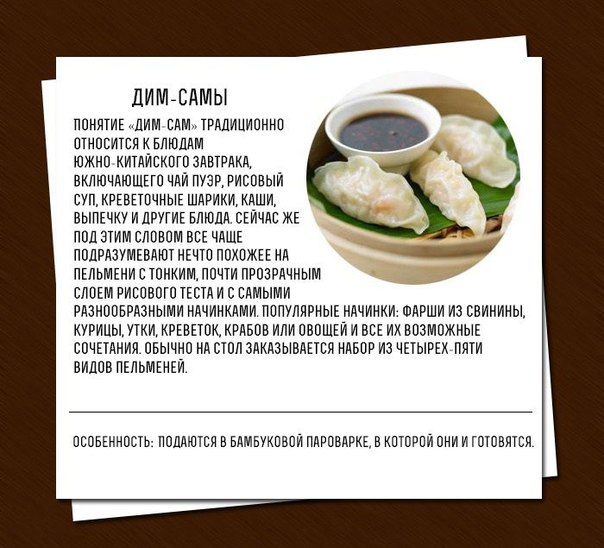 ДИМ-САМЫ
ПОНЯТИЕ «ДИМ-САМ» ТРАДИЦИОННО
ОТНОСИТСЯ К БЛЮДАМ
ЮЖНО-КИТАЙСКОГО ЗАВТРАКА,
ВКЛЮЧАЮЩЕГО ЧАЙ ПУЭР, РИСОВЫЙ
СУП, КРЕВЕТОЧНЫЕ ШАРИКИ, КАШИ,
ВЫПЕЧКУ И ДРУГИЕ БЛЮДА. СЕЙЧАС ЖЕ
ПОД ЭТИМ СЛОВОМ ВСЕ ЧАЩЕ
ПОДРАЗУМЕВАЮТ НЕЧТО ПОХОЖЕЕ НА
ПЕЛЬМЕНИ С ТОНКИМ, ПОЧТИ ПРОЗРАЧНЫМ
СЛОЕМ РИСОВОГО ТЕСТА И С САМЫМИ
РАЗНООБРАЗНЫМИ НАЧИНКАМИ. ПОПУЛЯРНЫЕ НАЧИНКИ: ФАРШИ ИЗ СВИНИНЫ,
КУРИЦЫ, УТКИ, КРЕВЕТОК, КРАБОВ ИЛИ ОВОЩЕЙ И ВСЕ ИХ ВОЗМОЖНЫЕ
СОЧЕТАНИЯ. ОБЫЧНО НА СТОЛ ЗАКАЗЫВАЕТСЯ НАБОР ИЗ ЧЕТЫРЕХ-ПЯТИ
ВИДОВ ПЕЛЬМЕНЕЙ.
ОСОБЕННОСТЬ: ПОДАЮТСЯ В БАМБУКОВОЙ ПАРОВАРКЕ, В КОТОРОЙ ОНИ И ГОТОВЯТСЯ.